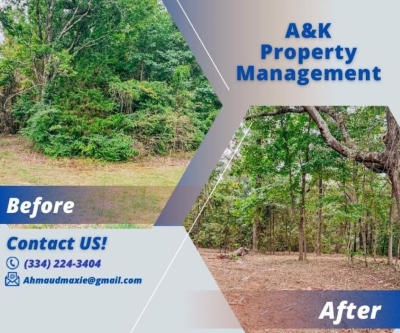 A&K
Property
Management
Before
Contact US!
(334) 224-3404
Ahmaudmaxie@gmail.com
After